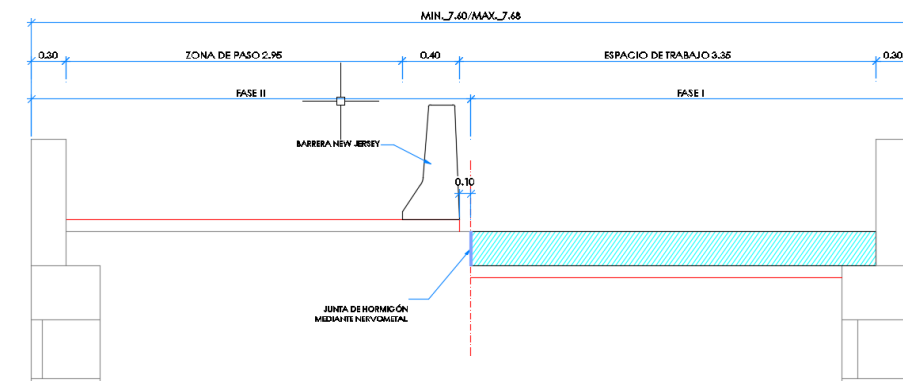 MIN._7.60/MAX._7.68
0.30 ZONA DE PASO 2.95 0.40 ESPACIO DE TRABAJO 3.35 0.30
FASE II FASE I
BARRERA NEW JERSEY
0.10
JUNTA DE HORMIGÓN
MEDIANTE NERVOMETAL